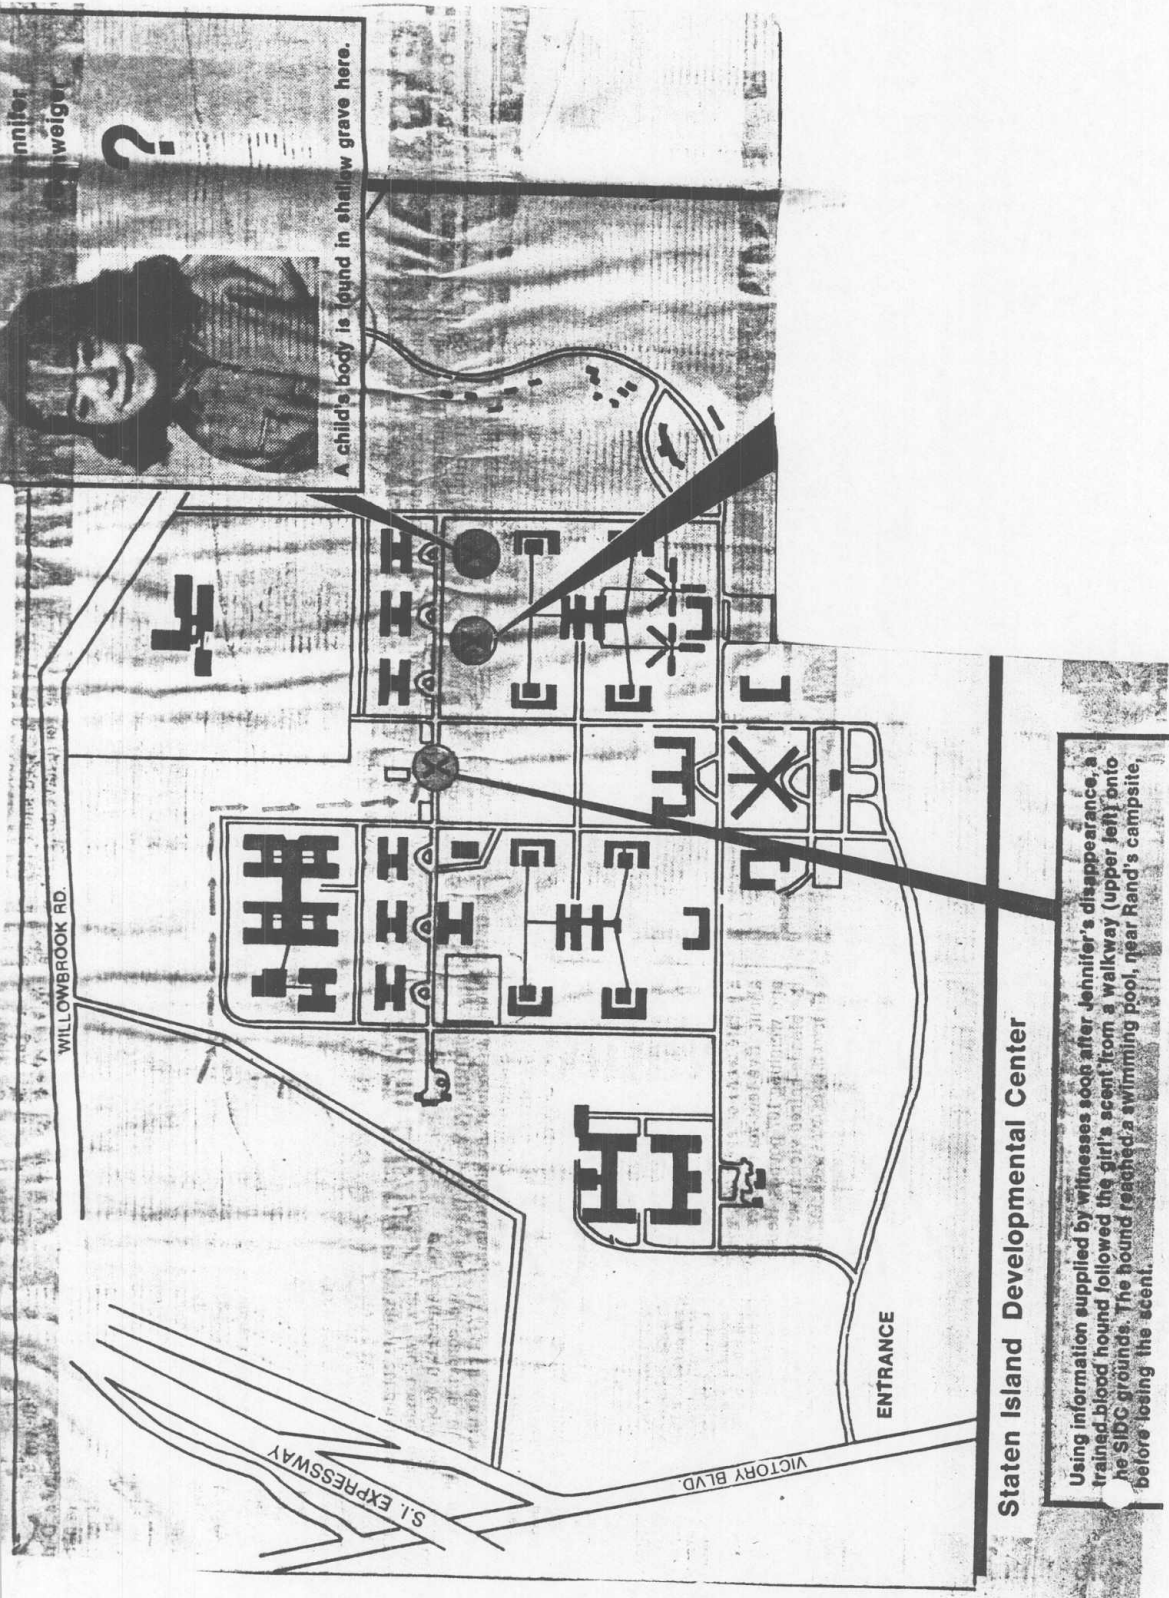 ?
A child's body is found in shallow grave here.
WILLOWBROOK RD.
S.I. EXPRESSWAY
VICTORY BLVD.
ENTRANCE
Staten Island Developmental Center
Using information supplied by witnesses soon after Jennifer's disappearance, a
trained blood hound followed the girl's scent from a walkway (upper left) onto
he SIDC grounds. The hound reached a swimming pool, near Rand's campsite,
before losing the scent.